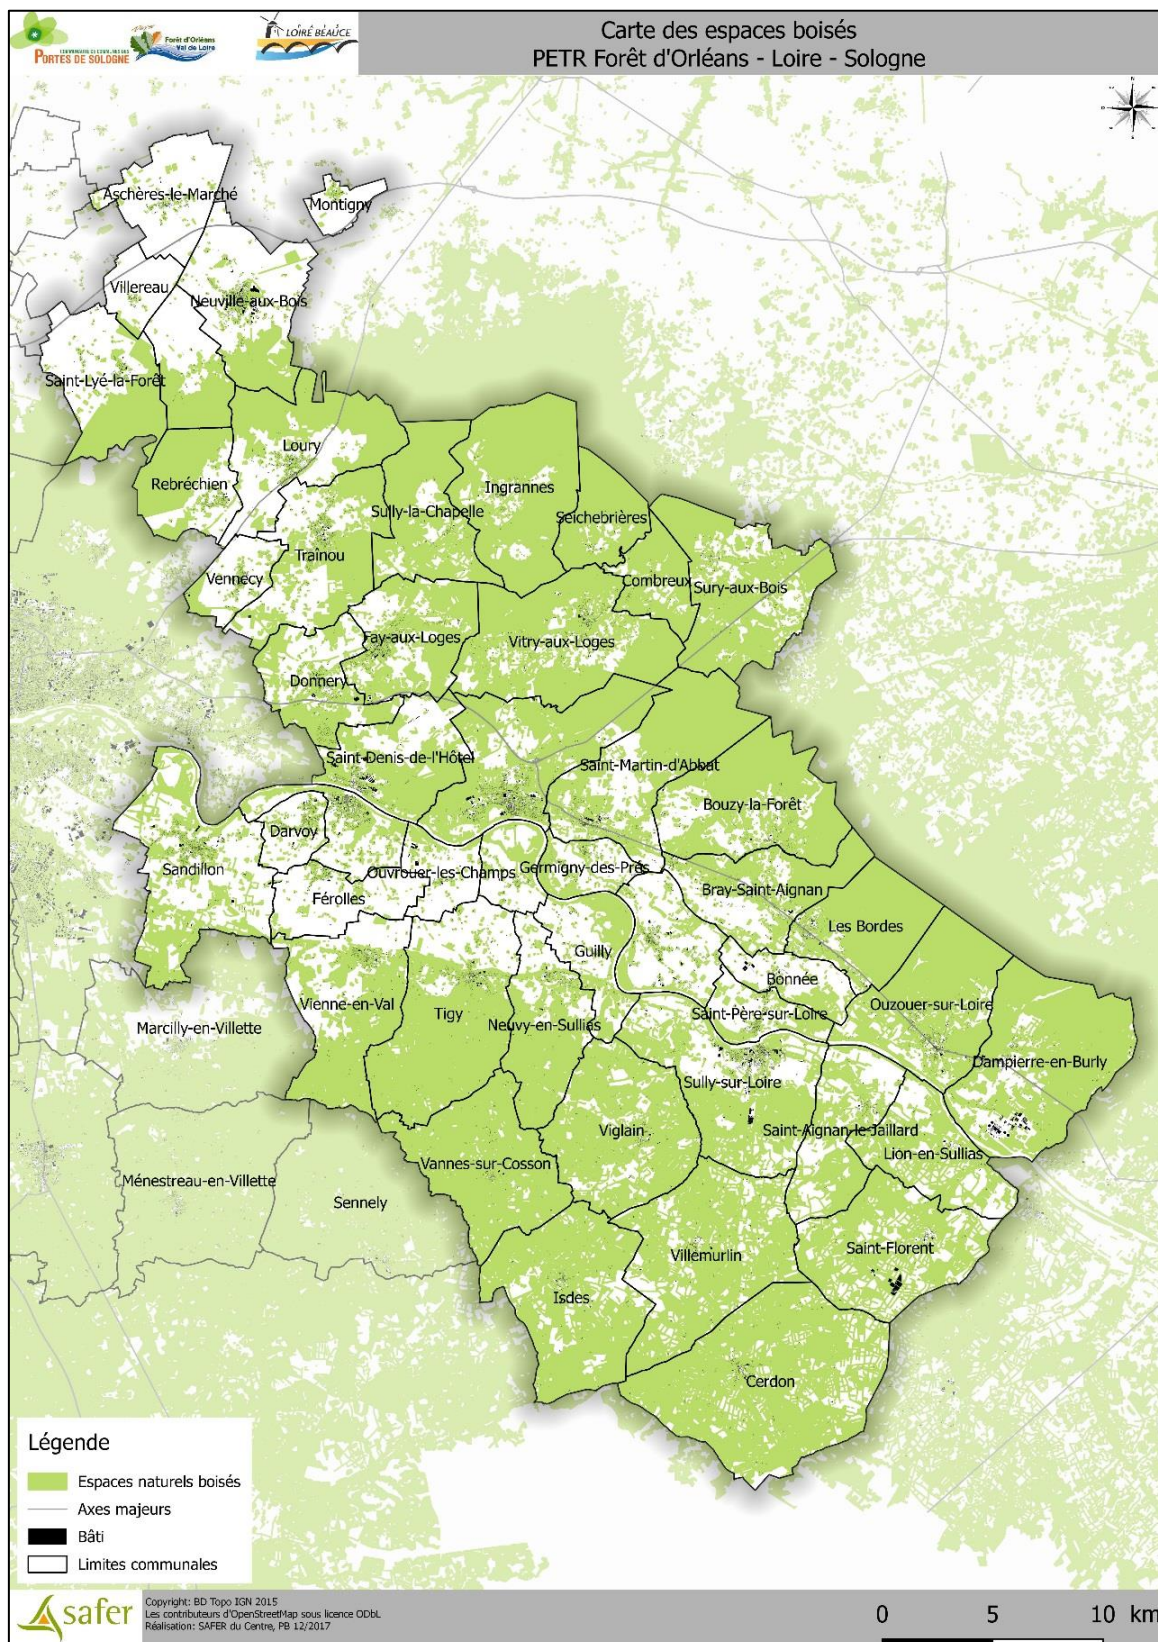 Carte des espaces boisés
PETR Forêt d'Orléans - Loire - Sologne
PORTES DE SOLOGNE
Forêt d'Orléans
Val de Loire
LOIRE BEAUCE
Aschères-le-Marché
Montigny
Villereau
Neuville-aux-Bois
Saint-Lyé-la-Forêt
Loury
Rebréchien
Ingrannes
Sully-la-Chapelle
Seichebrières
Traînou
Vennecy
Combreux
Sury-aux-Bois
Fay-aux-Loges
Vitry-aux-Loges
Donnery
Saint-Denis-de-l'Hôtel
Saint-Martin-d'Abbat
Bouzy-la-Forêt
Darvoy
Sandillon
Ouvrouer-les-Champs
Germigny-des-Prés
Férolles
Bray-Saint-Aignan
Les Bordes
Guilly
Bonnée
Vienne-en-Val
Tigy
Neuvy-en-Sullias
Saint-Père-sur-Loire
Ouzouer-sur-Loire
Marcilly-en-Villette
Dampierre-en-Burly
Sully-sur-Loire
Viglain
Saint-Aignan-le-Jaillard
Lion-en-Sullias
Vannes-sur-Cosson
Ménestreau-en-Villette
Sennely
Villemurlin
Saint-Florent
Isdes
Cerdon
Légende
Espaces naturels boisés
Axes majeurs
Bâti
Limites communales
safer
Copyright: BD Topo IGN 2015
Les contributeurs d'OpenStreetMap sous licence ODbL
Réalisation: SAFER du Centre, PB 12/2017
0 5 10 km